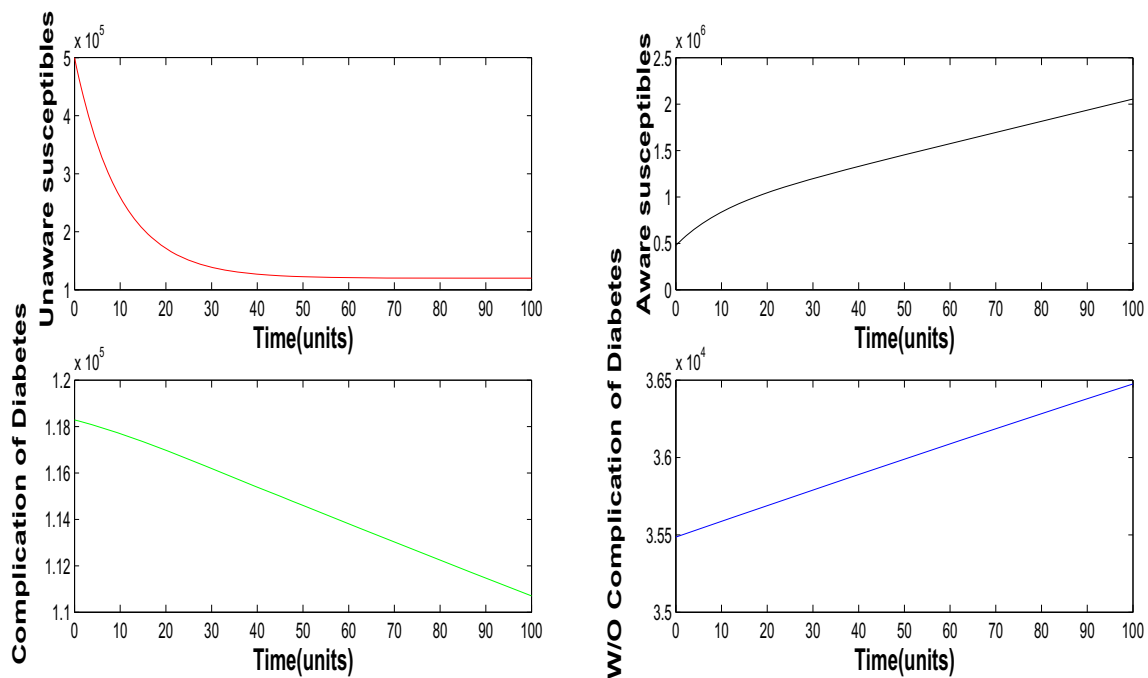 x 10^5
5
4
3
2
1
0 10 20 30 40 50 60 70 80 90 100
Time(units)
Unaware susceptibles
x 10^6
2.5
2
1.5
1
0.5
0
0 10 20 30 40 50 60 70 80 90 100
Time(units)
Aware susceptibles
x 10^5
1.2
1.18
1.16
1.14
1.12
1.1
0 10 20 30 40 50 60 70 80 90 100
Time(units)
Complication of Diabetes
x 10^4
3.65
3.6
3.55
3.5
0 10 20 30 40 50 60 70 80 90 100
Time(units)
W/O Complication of Diabetes